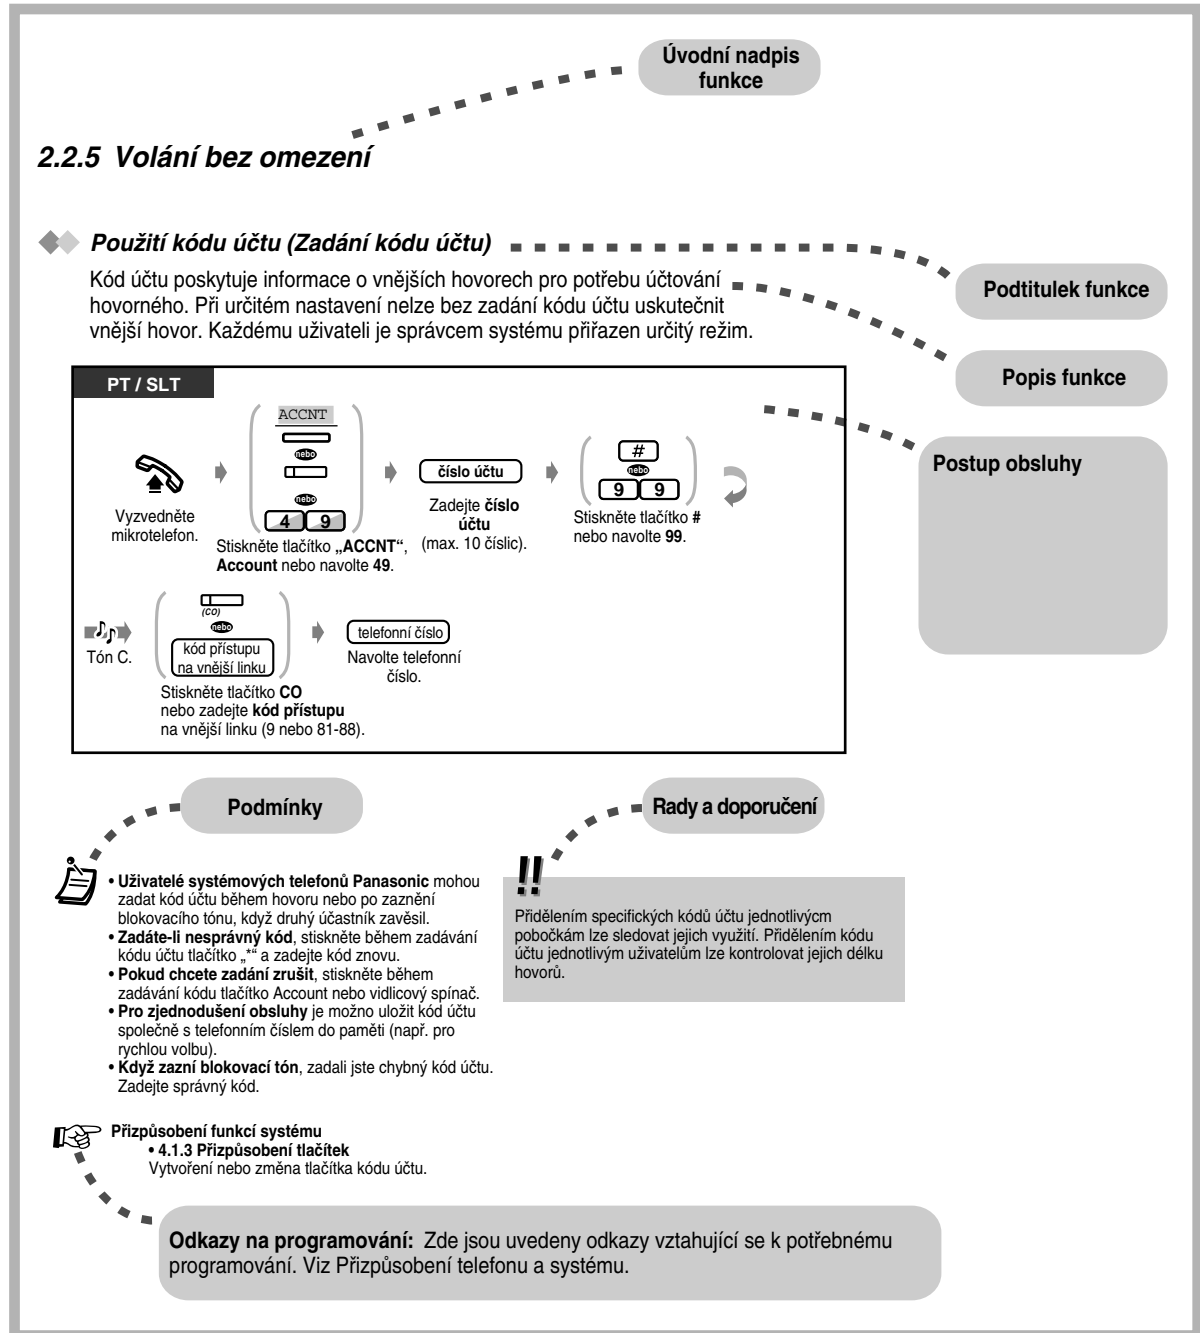 Úvodní nadpis
funkce
2.2.5 Volání bez omezení
Použití kódu účtu (Zadání kódu účtu)
Kód účtu poskytuje informace o vnějších hovorech pro potřebu účtování
hovorného. Při určitém nastavení nelze bez zadání kódu účtu uskutečnit
vnější hovor. Každému uživateli je správcem systému přiřazen určitý režim.
Podtitulek funkce
Popis funkce
Postup obsluhy
PT / SLT
Vyzvedněte
mikrotelefon.
ACCNT
nebo
nebo
4 9
Stiskněte tlačítko „ACCNT“,
Account nebo navolte 49.
číslo účtu
Zadejte číslo
účtu
(max. 10 číslic).
#
nebo
9 9
Stiskněte tlačítko #
nebo navolte 99.
Tón C.
(CO)
nebo
kód přístupu
na vnější linku
Stiskněte tlačítko CO
nebo zadejte kód přístupu
na vnější linku (9 nebo 81-88).
telefonní číslo
Navolte telefonní
číslo.
Podmínky
• Uživatelé systémových telefonů Panasonic mohou
zadat kód účtu během hovoru nebo po zaznění
blokovacího tónu, když druhý účastník zavěsil.
• Zadáte-li nesprávný kód, stiskněte během zadávání
kódu účtu tlačítko „*“ a zadejte kód znovu.
• Pokud chcete zadání zrušit, stiskněte během
zadávání kódu tlačítko Account nebo vidlicový spínač.
• Pro zjednodušení obsluhy je možno uložit kód účtu
společně s telefonním číslem do paměti (např. pro
rychlou volbu).
• Když zazní blokovací tón, zadali jste chybný kód účtu.
Zadejte správný kód.
Rady a doporučení
!!
Přidělením specifických kódů účtu jednotlivýcm
pobočkám lze sledovat jejich využití. Přidělením kódu
účtu jednotlivým uživatelům lze kontrolovat jejich délku
hovorů.
Přizpůsobení funkcí systému
• 4.1.3 Přizpůsobení tlačítek
Vytvoření nebo změna tlačítka kódu účtu.
Odkazy na programování: Zde jsou uvedeny odkazy vztahující se k potřebnému
programování. Viz Přizpůsobení telefonu a systému.